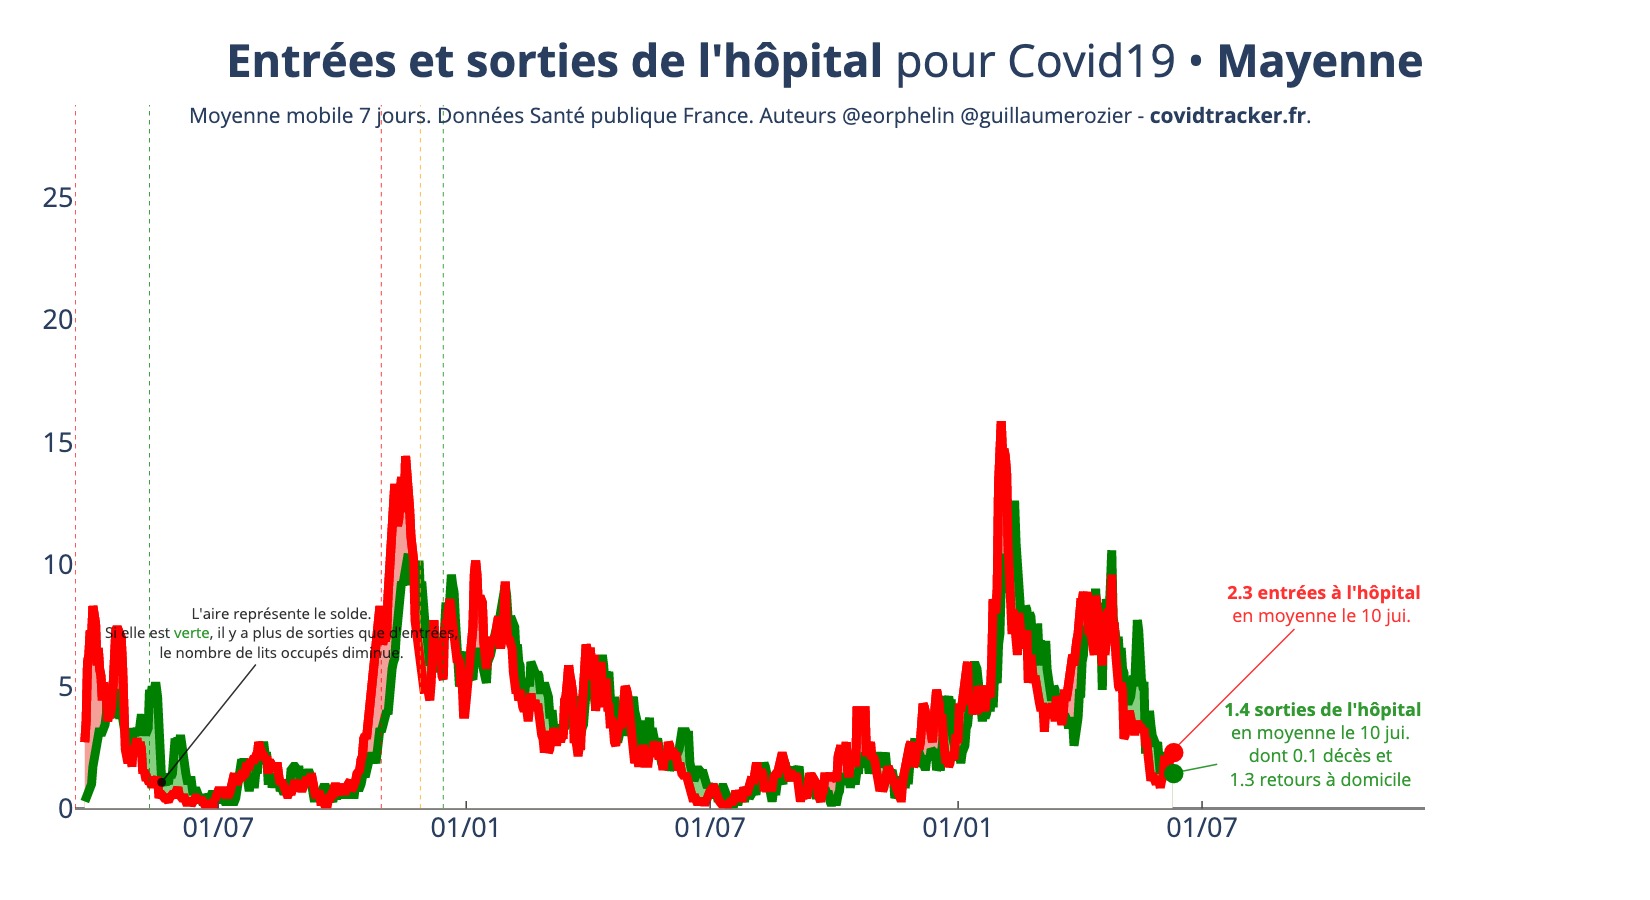 Entrées et sorties de l'hôpital pour Covid19 • Mayenne
Moyenne mobile 7 jours. Données Santé publique France. Auteurs @eorphelin @guillaumerozier - covidtracker.fr.
25
20
15
10
5
0
L'aire représente le solde.
Si elle est verte, il y a plus de sorties que d'entrées,
le nombre de lits occupés diminue.
2.3 entrées à l'hôpital
en moyenne le 10 jui.
1.4 sorties de l'hôpital
en moyenne le 10 jui.
dont 0.1 décès et
1.3 retours à domicile
01/07
01/01
01/07
01/01
01/07